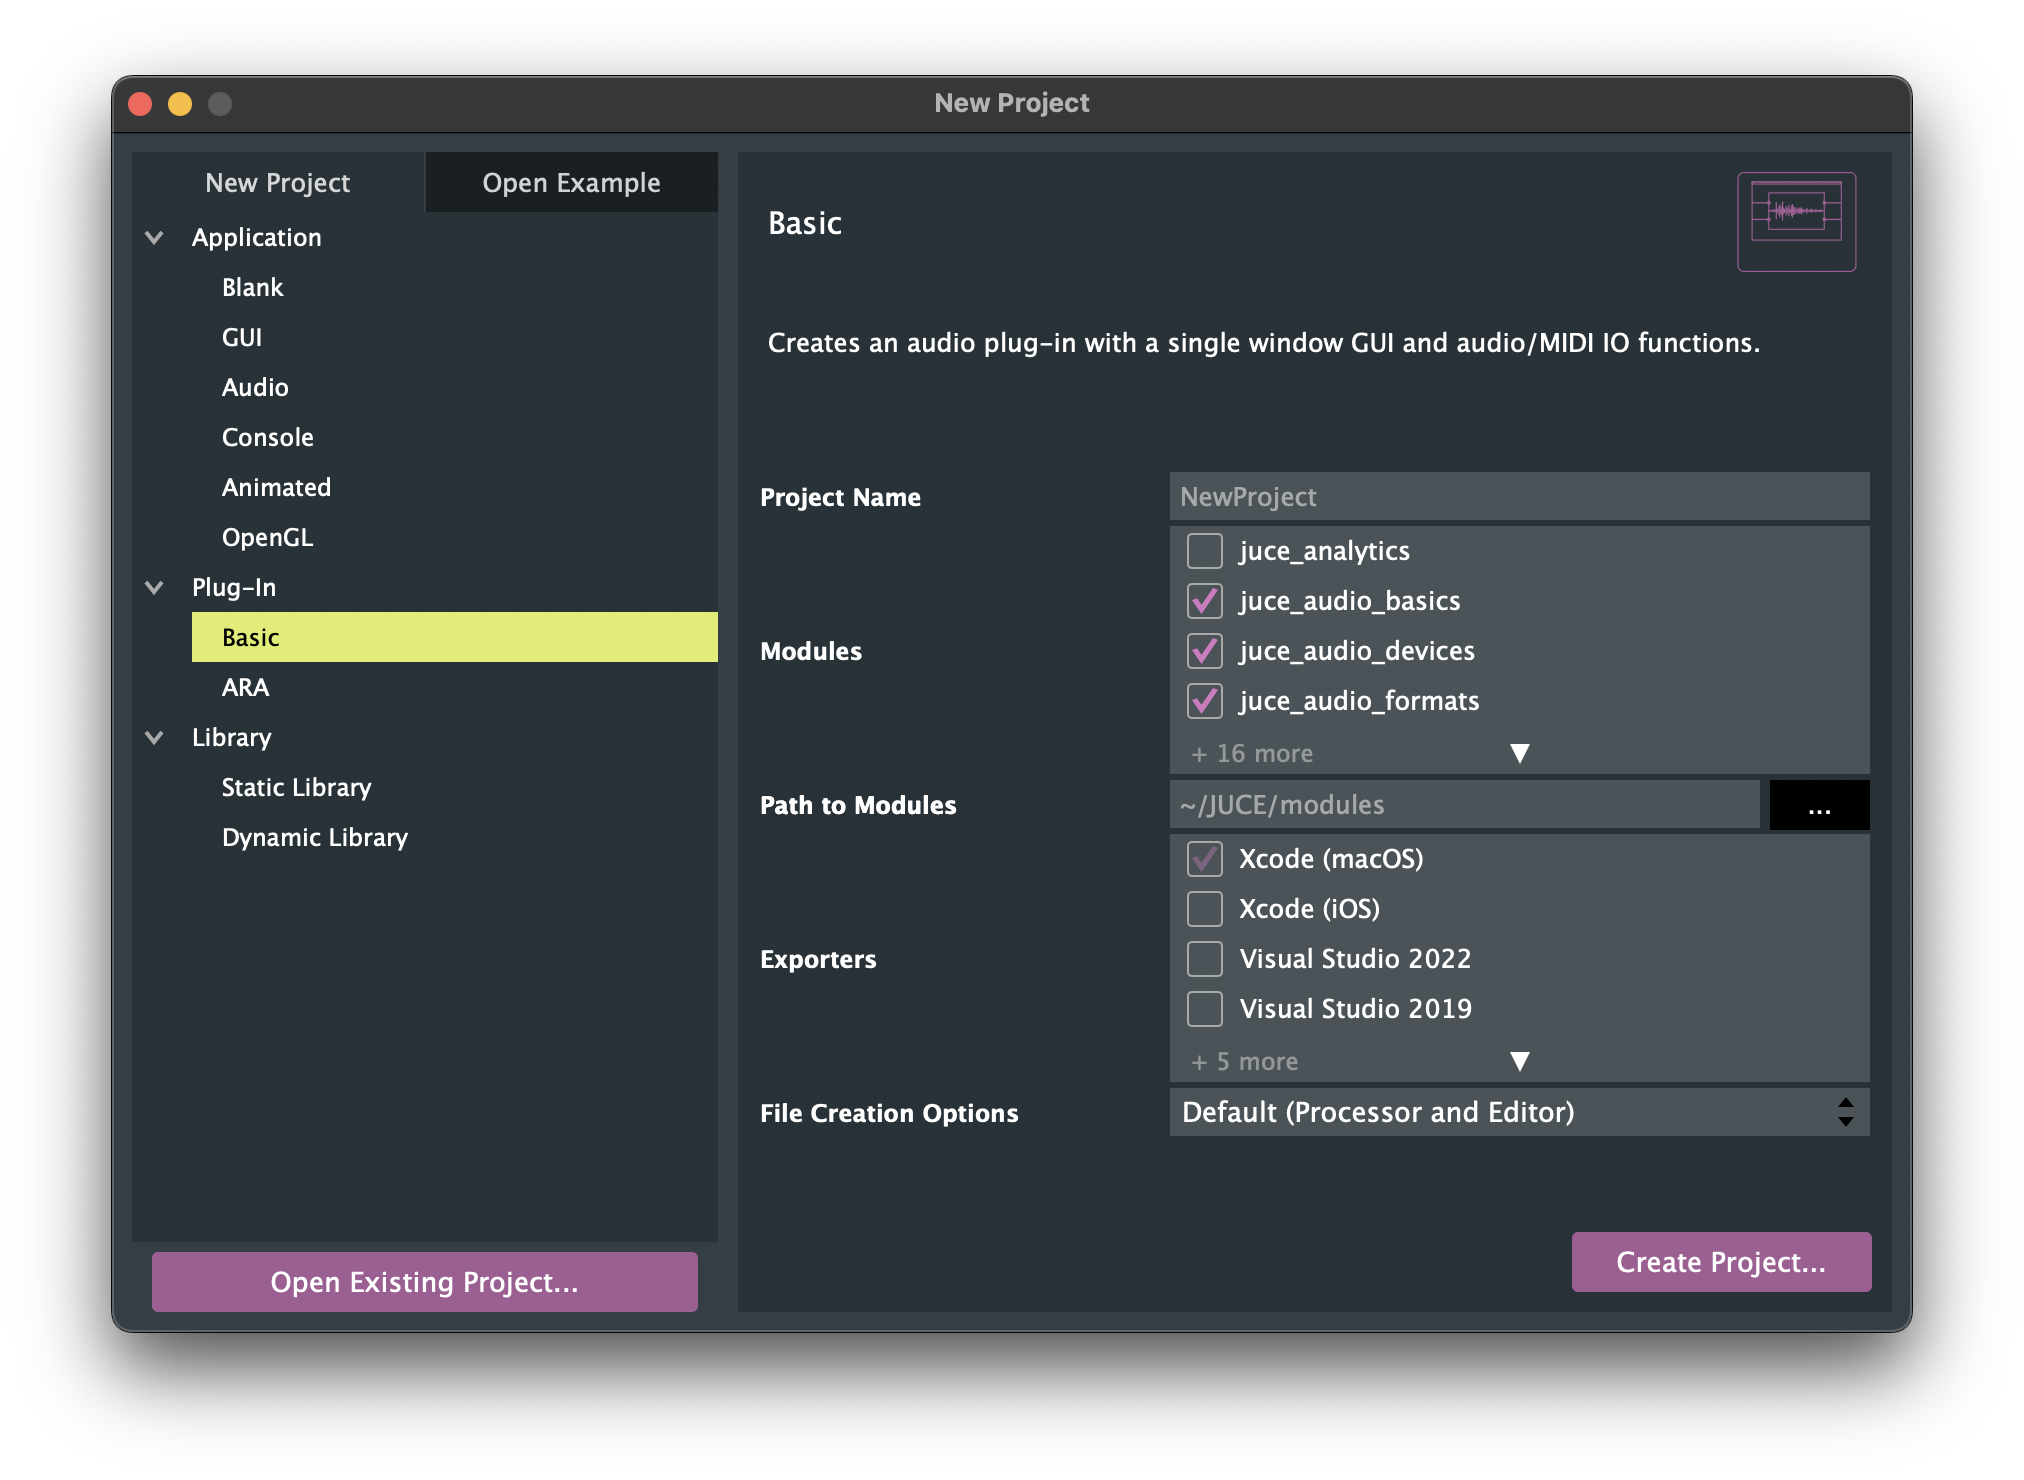 New Project
New Project
Open Example
Application
Blank
GUI
Audio
Console
Animated
OpenGL
Plug-In
Basic
ARA
Library
Static Library
Dynamic Library
Open Existing Project...
Basic
Creates an audio plug-in with a single window GUI and audio/MIDI IO functions.
Project Name
NewProject
Modules
juce_analytics
juce_audio_basics
juce_audio_devices
juce_audio_formats
+ 16 more
Path to Modules
~/JUCE/modules
...
Exporters
Xcode (macOS)
Xcode (iOS)
Visual Studio 2022
Visual Studio 2019
+ 5 more
File Creation Options
Default (Processor and Editor)
Create Project...